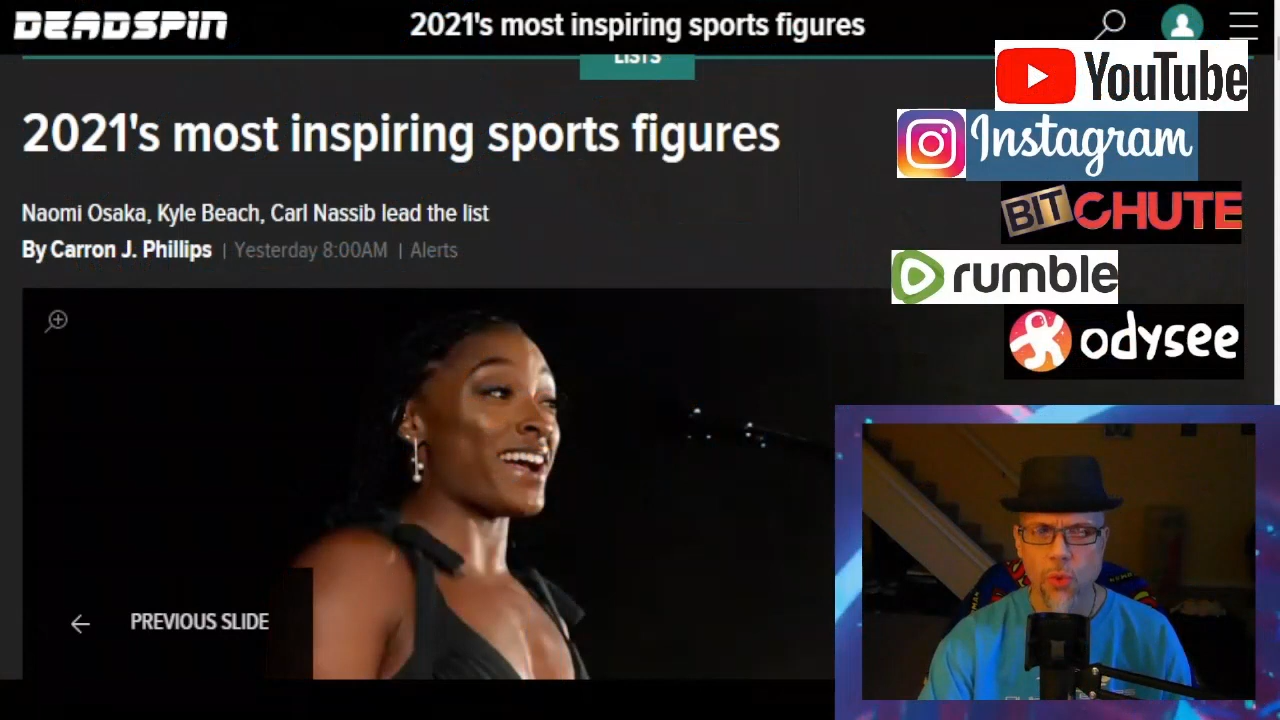 DEADSPIN
2021's most inspiring sports figures
LISTS
2021's most inspiring sports figures
Naomi Osaka, Kyle Beach, Carl Nassib lead the list
By Carron J. Phillips | Yesterday 8:00AM | Alerts
PREVIOUS SLIDE
YouTube
Instagram
BITCHUTE
rumble
odysee